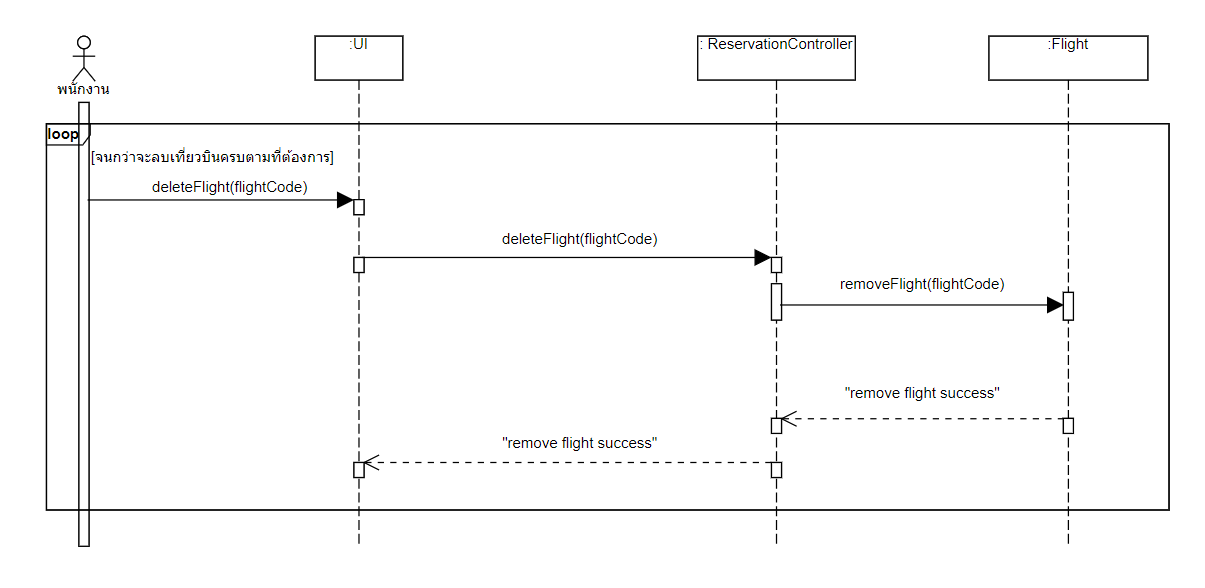 :UI
: ReservationController
:Flight
พนักงาน
loop
[จนกว่าจะลบเที่ยวบินครบตามที่ต้องการ]
deleteFlight(flightCode)
deleteFlight(flightCode)
removeFlight(flightCode)
"remove flight success"
"remove flight success"